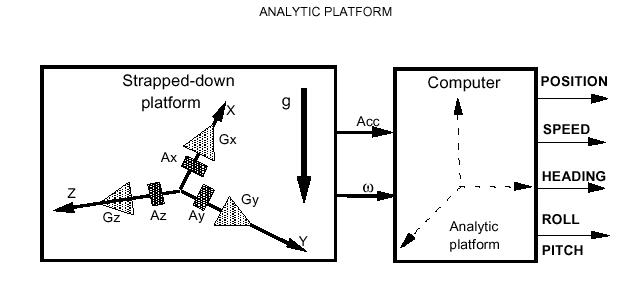 ANALYTIC PLATFORM
Strapped-down
platform
g
X
Gx
Ax
Z
Gz
Az
Ay
Gy
Y
Acc
ω
Computer
Analytic
platform
POSITION
SPEED
HEADING
ROLL
PITCH